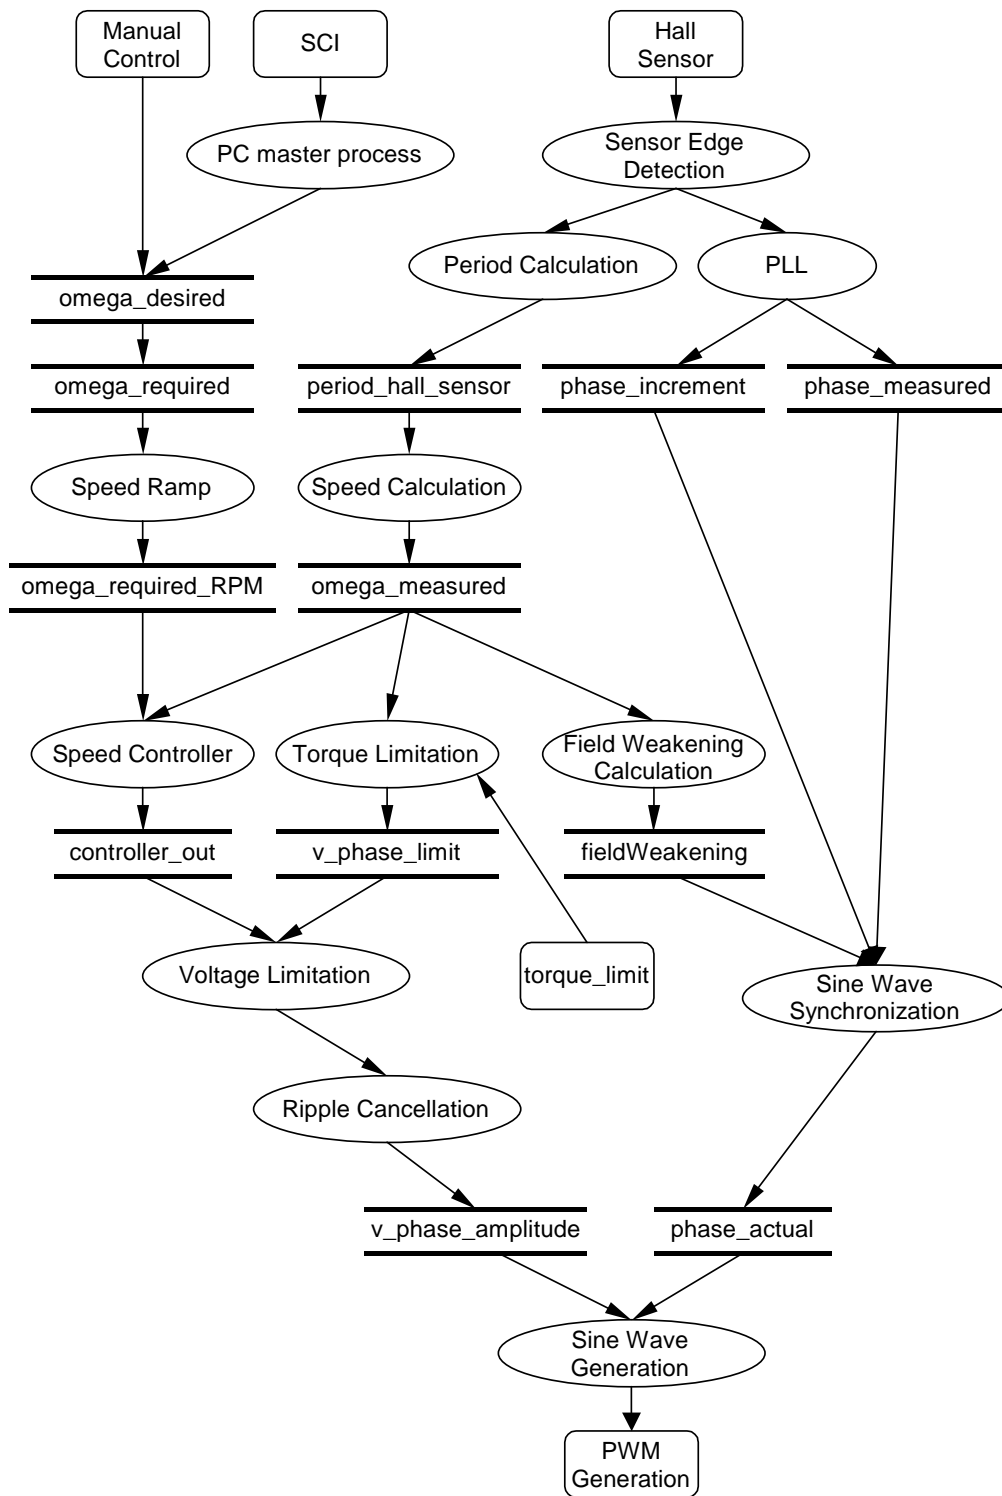 Manual
Control
SCI
Hall
Sensor
PC master process
Sensor Edge
Detection
Period Calculation
PLL
omega_desired
omega_required
period_hall_sensor
phase_increment
phase_measured
Speed Ramp
Speed Calculation
omega_required_RPM
omega_measured
Speed Controller
Torque Limitation
Field Weakening
Calculation
controller_out
v_phase_limit
fieldWeakening
Voltage Limitation
torque_limit
Sine Wave
Synchronization
Ripple Cancellation
v_phase_amplitude
phase_actual
Sine Wave
Generation
PWM
Generation